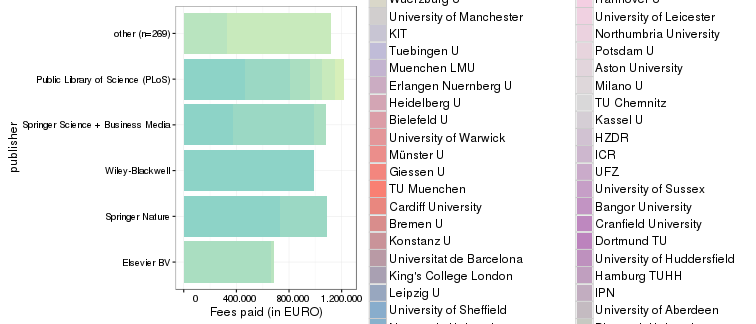 publisher
other (n=269)
Public Library of Science (PLoS)
Springer Science + Business Media
Wiley-Blackwell
Springer Nature
Elsevier BV
0 400.000 800.000 1.200.000
Fees paid (in EURO)
University of Manchester
KIT
Tuebingen U
Muenchen LMU
Erlangen Nuernberg U
Heidelberg U
Bielefeld U
University of Warwick
Münster U
Giessen U
TU Muenchen
Cardiff University
Bremen U
Konstanz U
Universitat de Barcelona
King's College London
Leipzig U
University of Sheffield
University of Leicester
Northumbria University
Potsdam U
Aston University
Milano U
TU Chemnitz
Kassel U
HZDR
ICR
UFZ
University of Sussex
Bangor University
Cranfield University
Dortmund TU
University of Huddersfield
Hamburg TUHH
IPN
University of Aberdeen